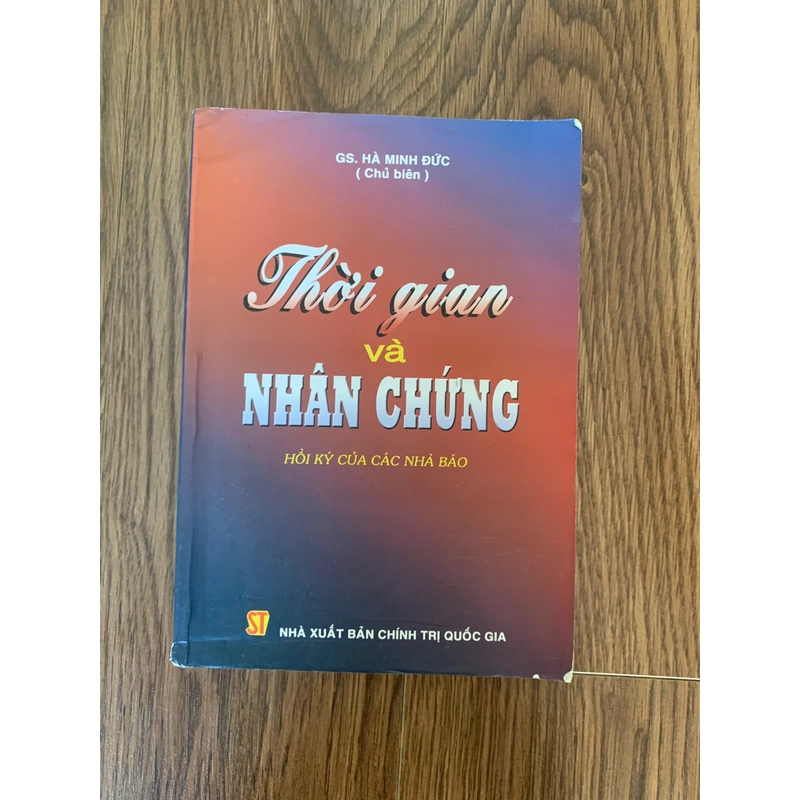 GS. HÀ MINH ĐỨC
( Chủ biên )
Thời gian
và
NHÂN CHỨNG
HỒI KÝ CỦA CÁC NHÀ BÁO
ST
NHÀ XUẤT BẢN CHÍNH TRỊ QUỐC GIA